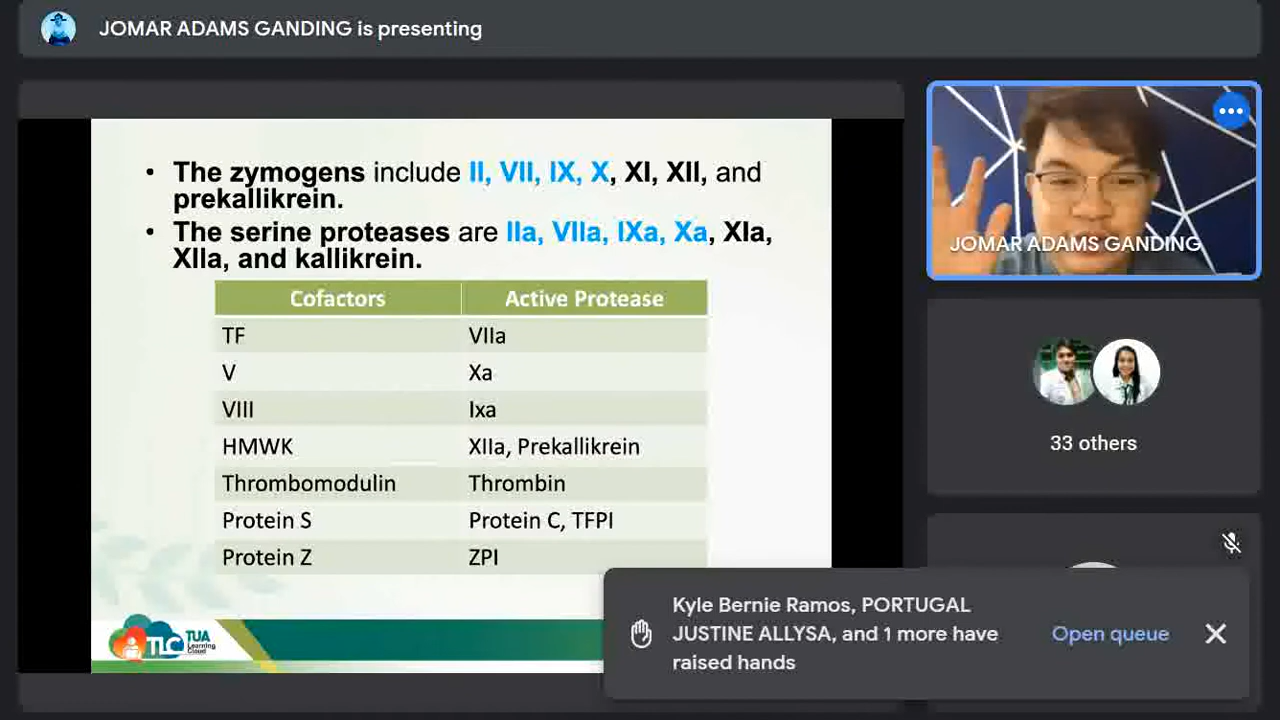 JOMAR ADAMS GANDING is presenting
• The zymogens include II, VII, IX, X, XI, XII, and
prekallikrein.
• The serine proteases are IIa, VIIa, IXa, Xa, XIa,
XIIa, and kallikrein.
Cofactors Active Protease
TF VIIa
V Xa
VIII Ixa
HMWK XIIa, Prekallikrein
Thrombomodulin Thrombin
Protein S Protein C, TFPI
Protein Z ZPI
TLC TUA
Learning
Cloud
JOMAR ADAMS GANDING
33 others
Kyle Bernie Ramos, PORTUGAL
JUSTINE ALLYSA, and 1 more have
raised hands
Open queue